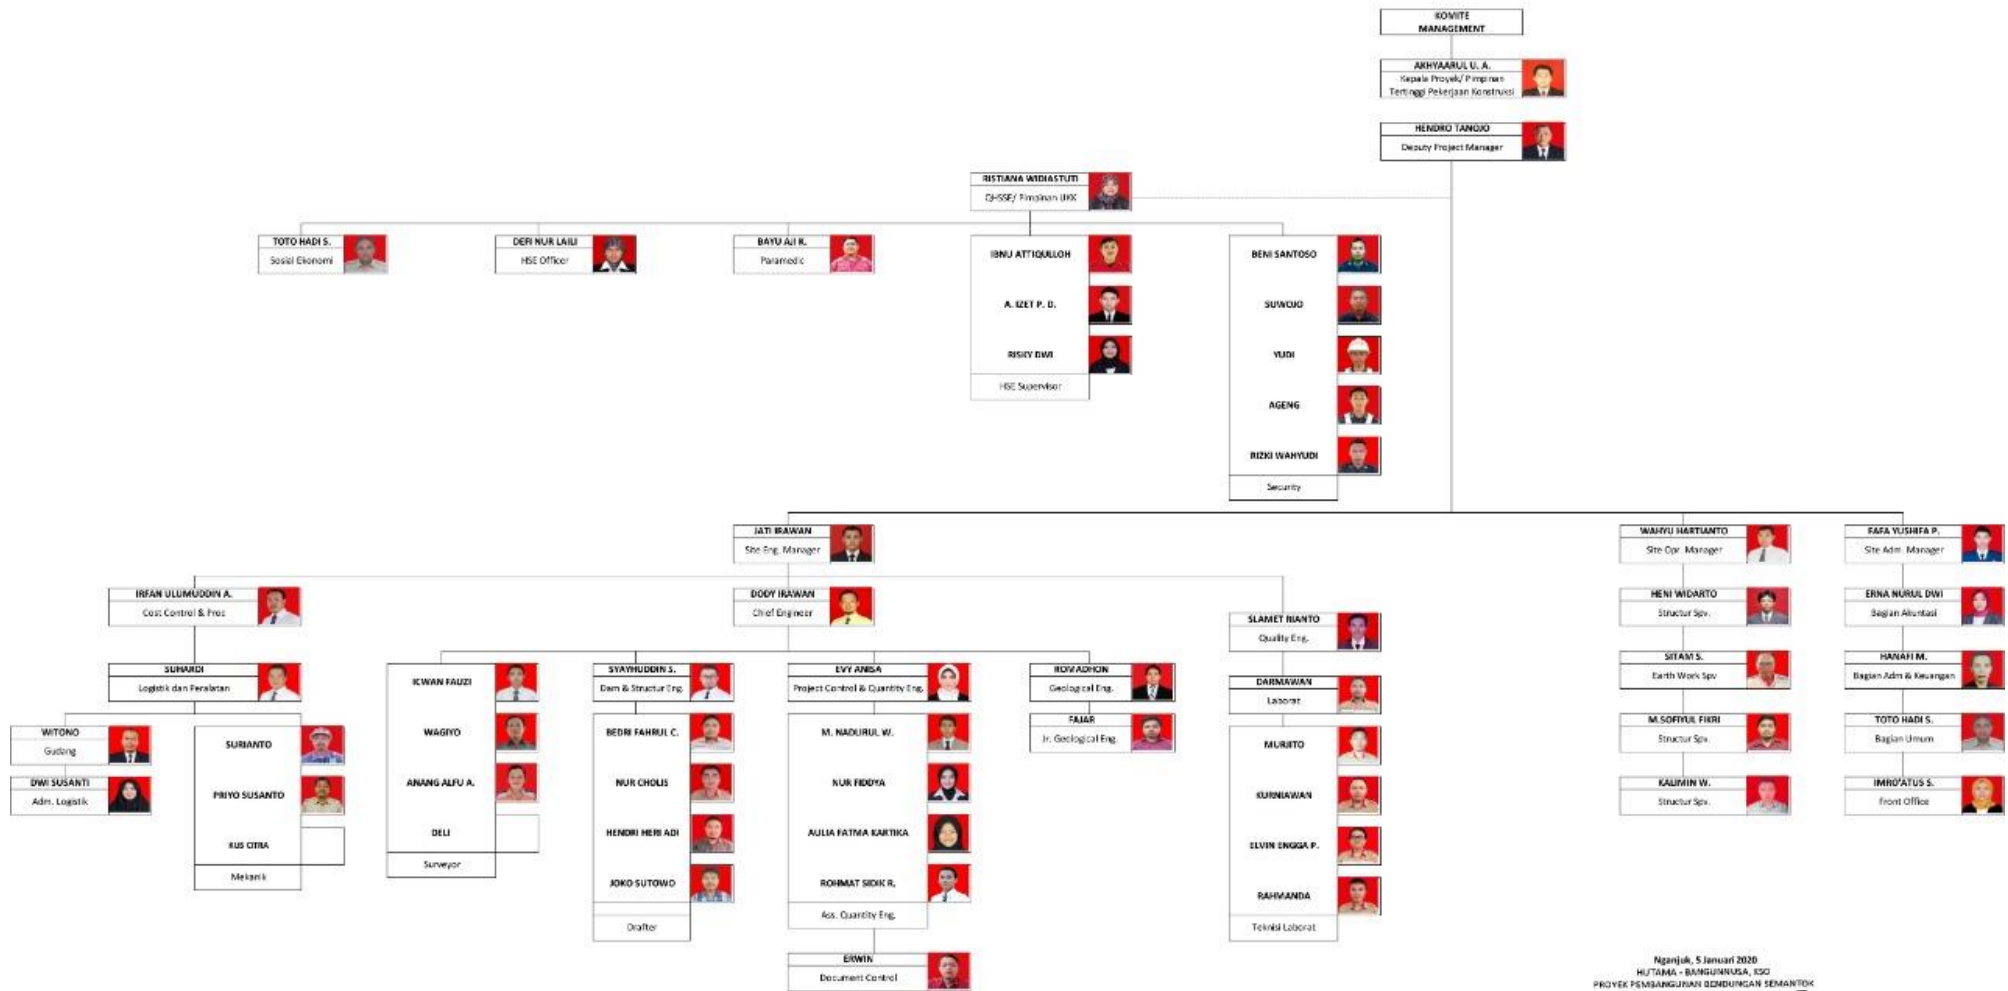 KOMITE
MANAGEMENT
AKHYAARUL U. A.
Kepala Proyek/ Pimpinan
Tertinggi Pekerjaan Konstruksi
HENDRO TANOJO
Deputy Project Manager
RISTIANA WIDIASTUTI
QHSSE/ Pimpinan UKK
TOTO HADI S.
Sosial Ekonomi
DEFI NUR LAILI
HSE Officer
BAYU AJI K.
Paramedic
IBNU ATTIQULLOH
A. IZET P. D.
RISKY DWI
HSE Supervisor
BENI SANTOSO
SUWOJO
YUDI
AGENG
RIZKI WAHYUDI
Security
JATI IRAWAN
Site Eng. Manager
WAHYU HARTIANTO
Site Opr. Manager
FAFA YUSHIFA P.
Site Adm. Manager
IRFAN ULUMUDDIN A.
Cost Control & Proc
DODY IRAWAN
Chief Engineer
SLAMET RIANTO
Quality Eng.
HENI WIDARTO
Structur Spv.
ERNA NURUL DWI
Bagian Akuntasi
SUHARDI
Logistik dan Peralatan
ICWAN FAUZI
WAGIYO
ANANG ALFU A.
DELI
Surveyor
SYAYHUDDIN S.
Dam & Structur Eng.
EVY ANISA
Project Control & Quantity Eng.
ROMADHON
Geological Eng.
DARMAWAN
Laborat
SITAM S.
Earth Work Spv
HANAFI M.
Bagian Adm & Keuangan
WITONO
Gudang
DWI SUSANTI
Adm. Logistik
SURIANTO
PRIYO SUSANTO
KUS CITRA
Mekanik
BEDRI FAHRUL C.
NUR CHOLIS
HENDRI HERI ADI
JOKO SUTOWO
Drafter
M. NADURUL W.
NUR FIDDYA
AULIA FATMA KARTIKA
ROHMAT SIDIK R.
Ass. Quantity Eng.
ERWIN
Document Control
FAJAR
Jr. Geological Eng.
MURJITO
KURNIAWAN
ELVIN ENGGA P.
RAHMANDA
Teknisi Laborat
M.SOFIYUL FIKRI
Structur Spv.
KALIMIN W.
Structur Spv.
TOTO HADI S.
Bagian Umum
IMRO'ATUS S.
Front Office
Nganjuk, 5 Januari 2020
HUTAMA - BANGUNNUSA, KSO
PROYEK PEMBANGUNAN BENDUNGAN SEMANTOK